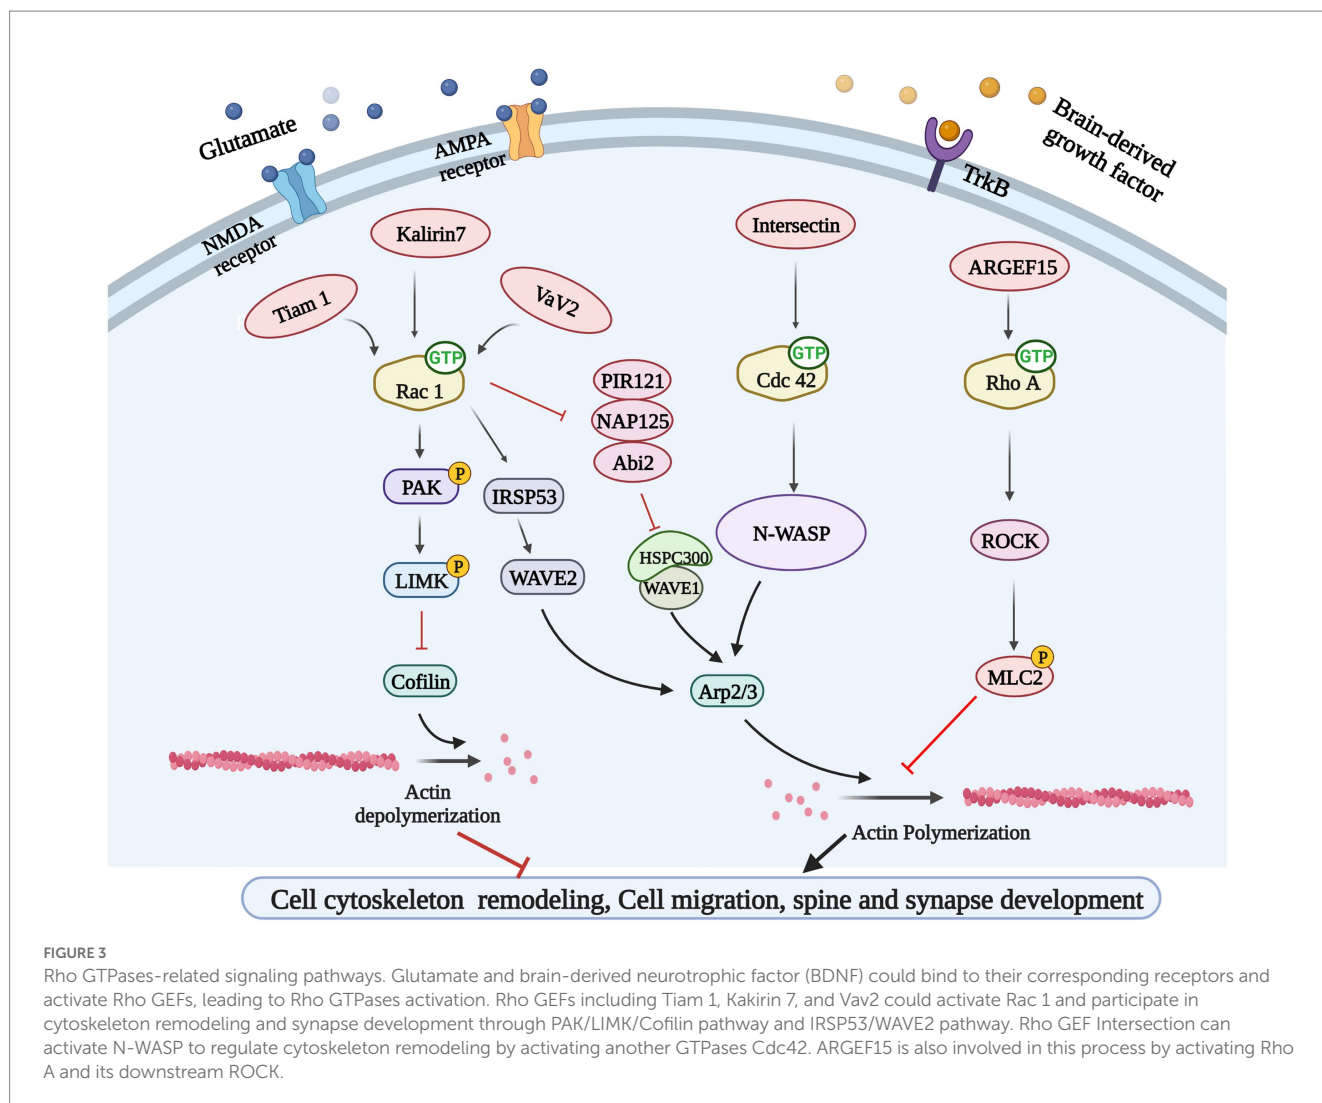 Glutamate
NMDA
receptor
AMPA
receptor
Brain-derived
growth factor
TrkB
Kalirin7
Tiam 1
VaV2
GTP
Rac 1
Intersectin
GTP
Cdc 42
ARGEF15
GTP
Rho A
PIR121
NAP125
Abi2
PAK
P
IRSP53
LIMK
P
WAVE2
HSPC300
WAVE1
N-WASP
ROCK
Cofilin
Arp2/3
MLC2
P
Actin
depolymerization
Actin Polymerization
Cell cytoskeleton remodeling, Cell migration, spine and synapse development
FIGURE 3
Rho GTPases-related signaling pathways. Glutamate and brain-derived neurotrophic factor (BDNF) could bind to their corresponding receptors and
activate Rho GEFs, leading to Rho GTPases activation. Rho GEFs including Tiam 1, Kakirin 7, and Vav2 could activate Rac 1 and participate in
cytoskeleton remodeling and synapse development through PAK/LIMK/Cofilin pathway and IRSP53/WAVE2 pathway. Rho GEF Intersection can
activate N-WASP to regulate cytoskeleton remodeling by activating another GTPases Cdc42. ARGEF15 is also involved in this process by activating Rho
A and its downstream ROCK.